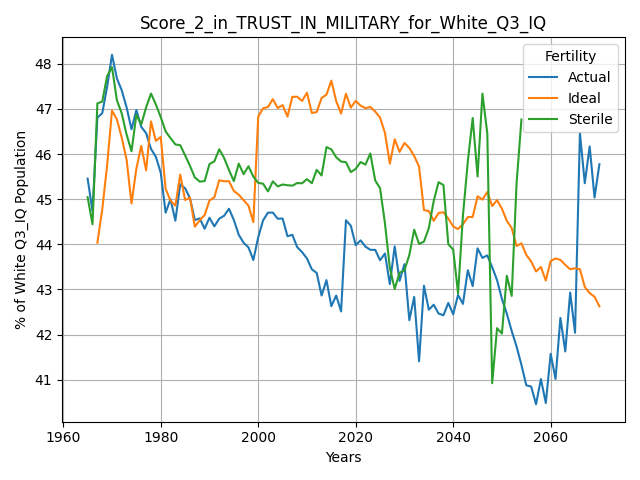 Score_2_in_TRUST_IN_MILITARY_for_White_Q3_IQ
% of White Q3_IQ Population
48
47
46
45
44
43
42
41
1960
1980
2000
2020
2040
2060
Years
Fertility
Actual
Ideal
Sterile